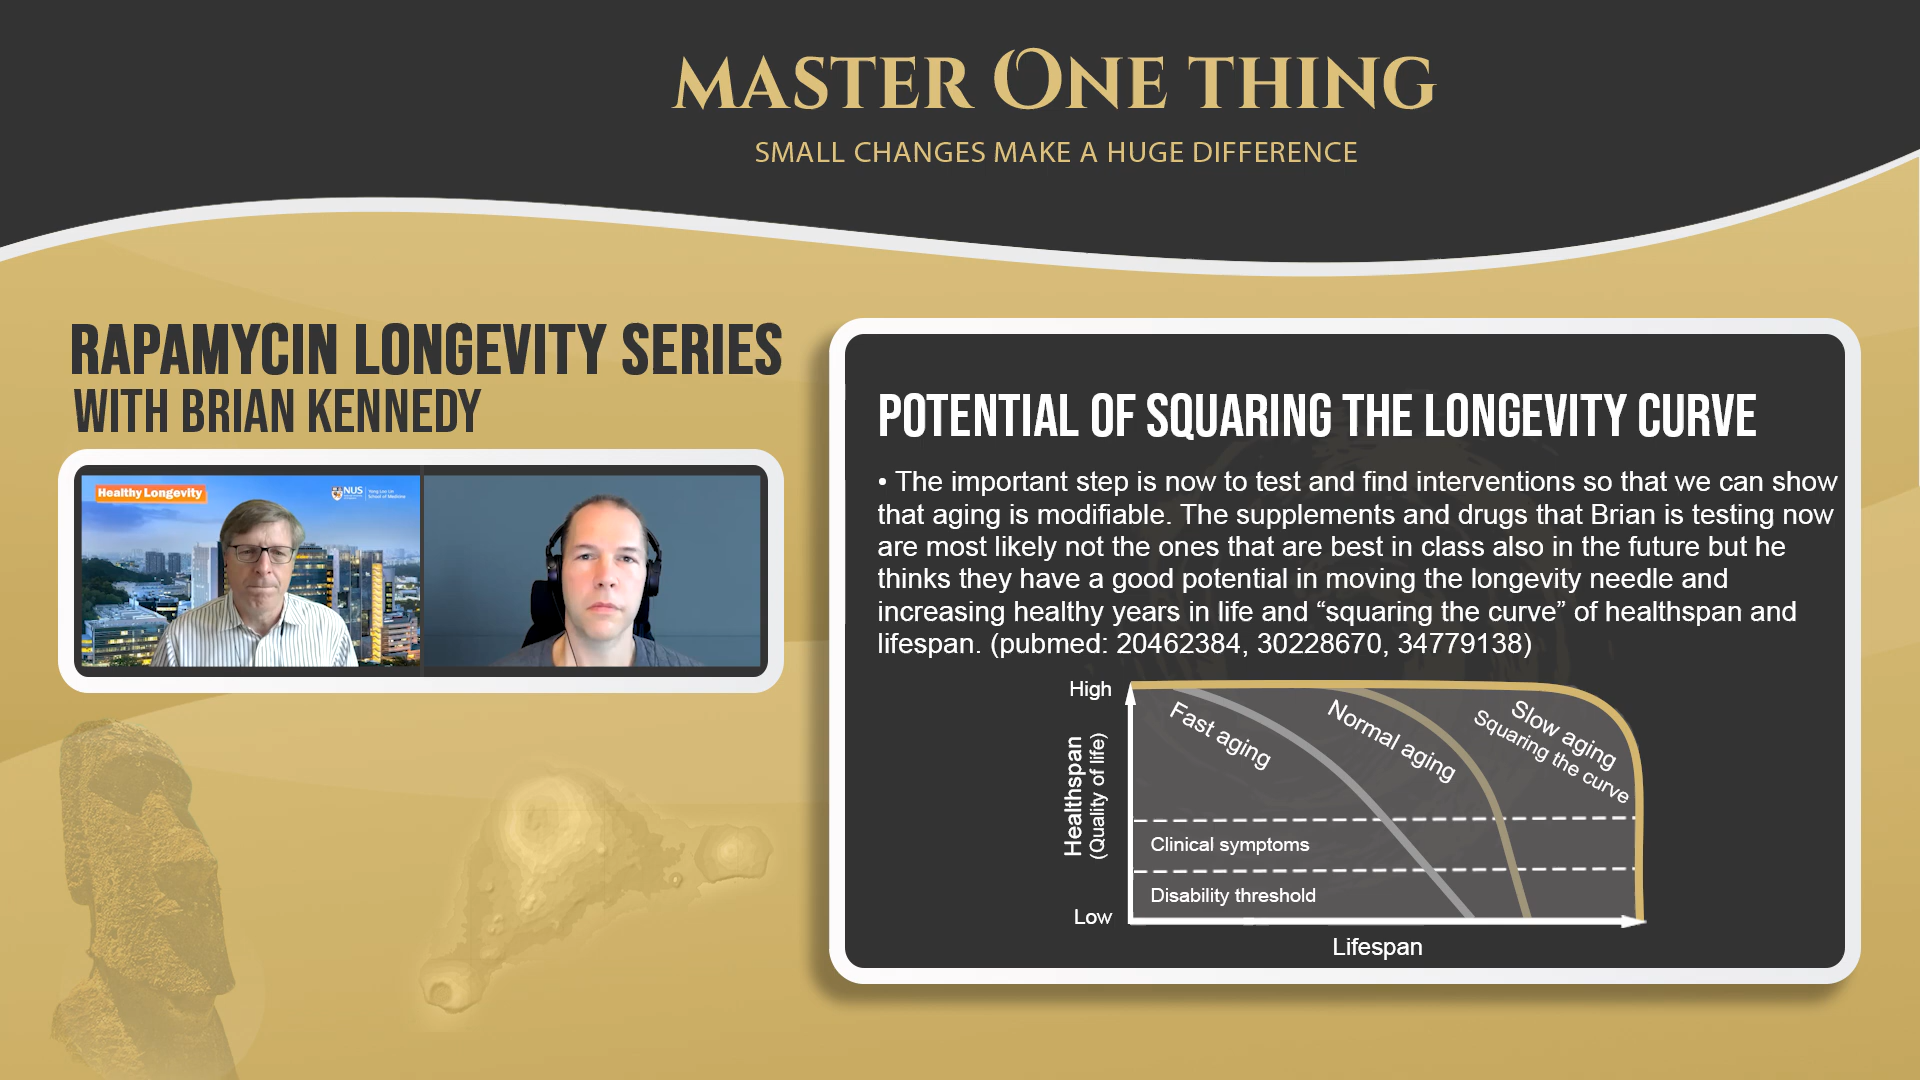 MASTER ONE THING
SMALL CHANGES MAKE A HUGE DIFFERENCE
RAPAMYCIN LONGEVITY SERIES
WITH BRIAN KENNEDY
Healthy Longevity
NUS
Yong Loo Lin
School of Medicine
POTENTIAL OF SQUARING THE LONGEVITY CURVE
• The important step is now to test and find interventions so that we can show
that aging is modifiable. The supplements and drugs that Brian is testing now
are most likely not the ones that are best in class also in the future but he
thinks they have a good potential in moving the longevity needle and
increasing healthy years in life and “squaring the curve” of healthspan and
lifespan. (pubmed: 20462384, 30228670, 34779138)
High
Healthspan
(Quality of life)
Low
Fast aging
Normal aging
Slow aging
Squaring the curve
Clinical symptoms
Disability threshold
Lifespan